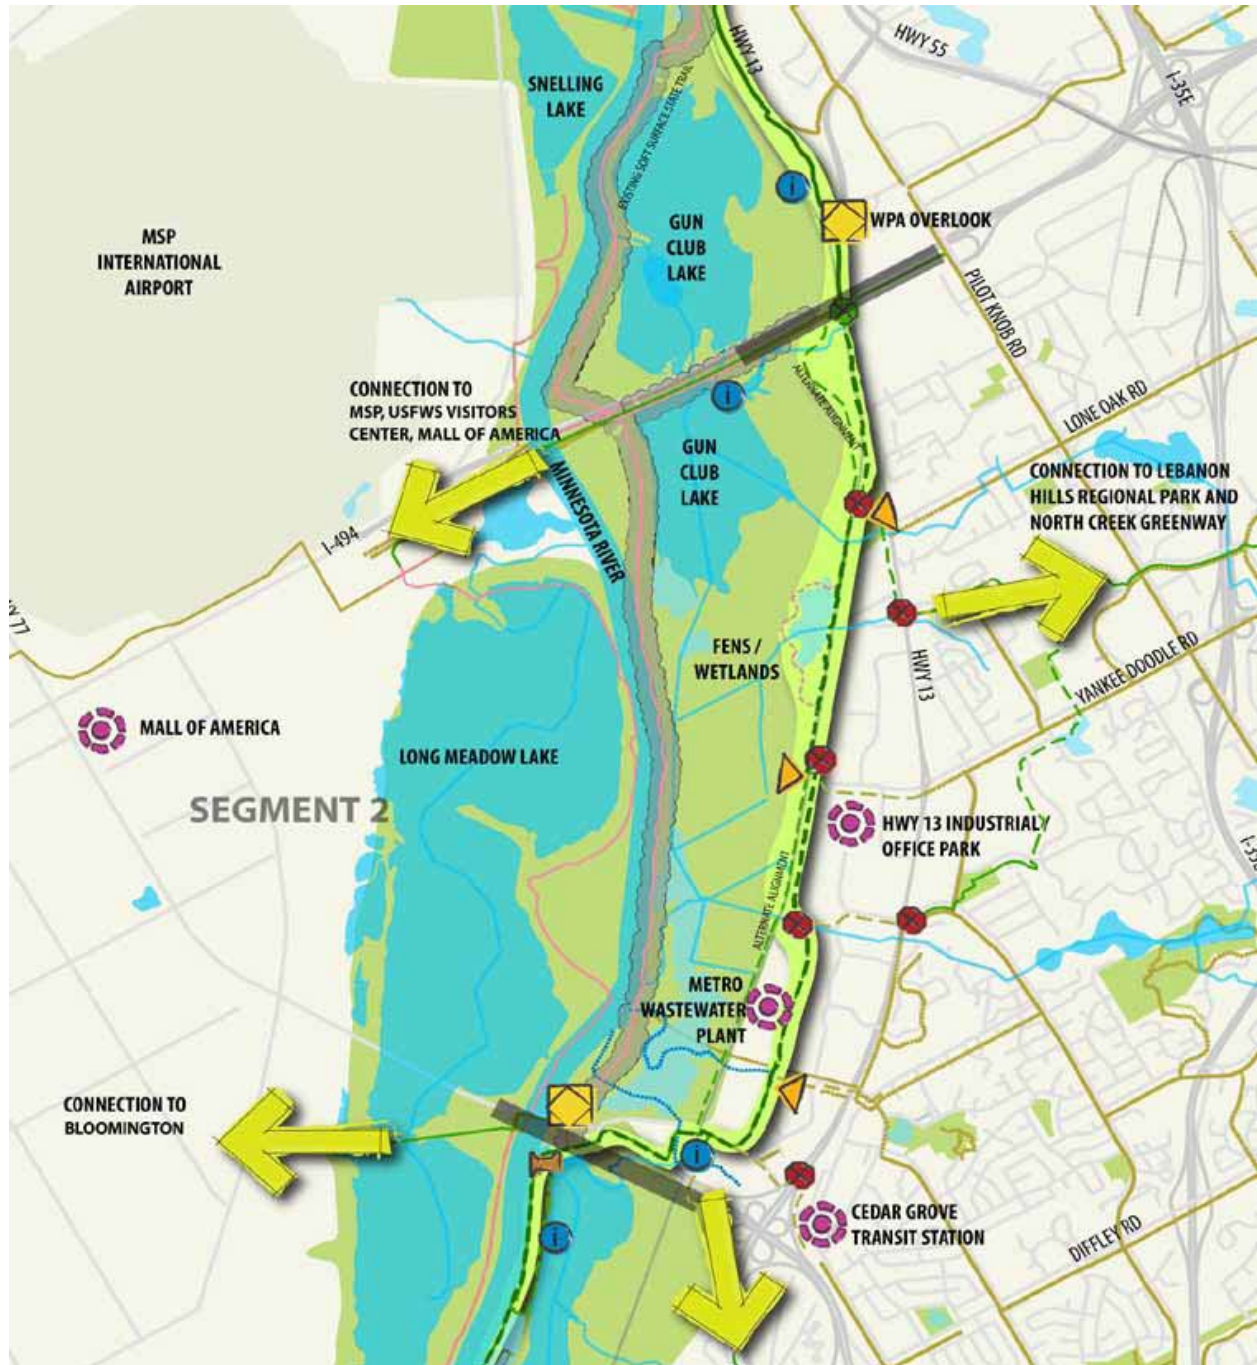 HWY 13
HWY 55
I-35E
SNELLING
LAKE
EXISTING SOFT SURFACE STATE TRAIL
MSP
INTERNATIONAL
AIRPORT
GUN
CLUB
LAKE
WPA OVERLOOK
PILOT KNOB RD
CONNECTION TO
MSP, USFWS VISITORS
CENTER, MALL OF AMERICA
ALTERNATE ALIGNMENT
LONE OAK RD
GUN
CLUB
LAKE
CONNECTION TO LEBANON
HILLS REGIONAL PARK AND
NORTH CREEK GREENWAY
MINNESOTA RIVER
I-494
77
FENS /
WETLANDS
HWY 13
YANKEE DOODLE RD
MALL OF AMERICA
LONG MEADOW LAKE
SEGMENT 2
HWY 13 INDUSTRIAL/
OFFICE PARK
ALTERNATE ALIGNMENT
METRO
WASTEWATER
PLANT
CONNECTION TO
BLOOMINGTON
CEDAR GROVE
TRANSIT STATION
DIFFLEY RD
i
i
i
i